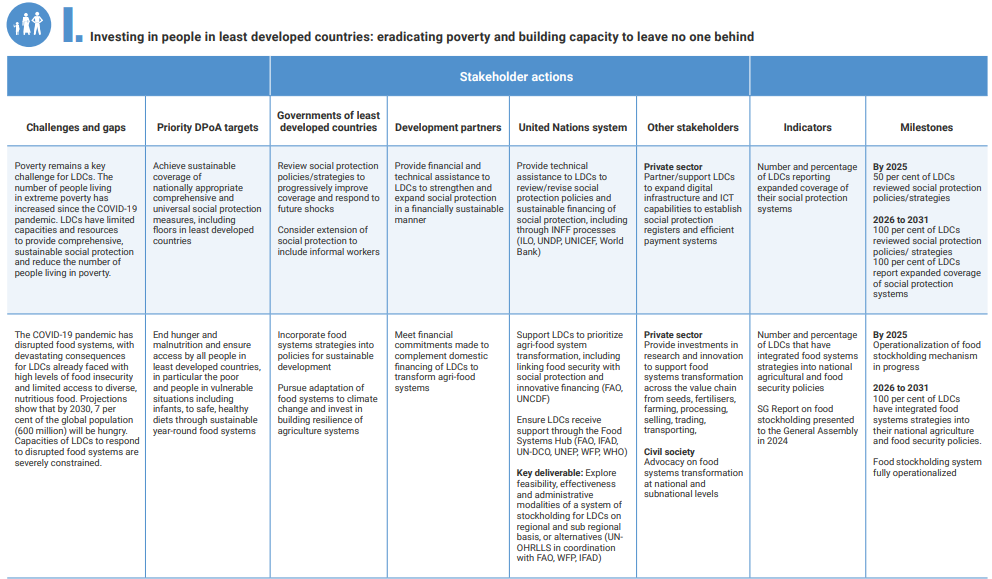 I. Investing in people in least developed countries: eradicating poverty and building capacity to leave no one behind
Stakeholder actions
Challenges and gaps
Priority DPoA targets
Governments of least
developed countries
Development partners
United Nations system
Other stakeholders
Indicators
Milestones
Poverty remains a key
challenge for LDCs. The
number of people living
in extreme poverty has
increased since the COVID-19
pandemic. LDCs have limited
capacities and resources
to provide comprehensive,
sustainable social protection
and reduce the number of
people living in poverty.
Achieve sustainable
coverage of
nationally appropriate
comprehensive and
universal social protection
measures, including
floors in least developed
countries
Review social protection
policies/strategies to
progressively improve
coverage and respond to
future shocks
Consider extension of
social protection to
include informal workers
Provide financial and
technical assistance to
LDCs to strengthen and
expand social protection
in a financially sustainable
manner
Provide technical
assistance to LDCs to
review/revise social
protection policies and
sustainable financing of
social protection, including
through INFF processes
(ILO, UNDP, UNICEF, World
Bank)
Private sector
Partner/support LDCs
to expand digital
infrastructure and ICT
capabilities to establish
social protection
registers and efficient
payment systems
Number and percentage
of LDCs reporting
expanded coverage of
their social protection
systems
By 2025
50 per cent of LDCs
reviewed social protection
policies/strategies
2026 to 2031
100 per cent of LDCs
reviewed social protection
policies/ strategies
100 per cent of LDCs
report expanded coverage
of social protection
systems
The COVID-19 pandemic has
disrupted food systems, with
devastating consequences
for LDCs already faced with
high levels of food insecurity
and limited access to diverse,
nutritious food. Projections
show that by 2030, 7 per
cent of the global population
(600 million) will be hungry.
Capacities of LDCs to respond
to disrupted food systems are
severely constrained.
End hunger and
malnutrition and ensure
access by all people in
least developed countries,
in particular the poor
and people in vulnerable
situations including
infants, to safe, healthy
diets through sustainable
year-round food systems
Incorporate food
systems strategies into
policies for sustainable
development
Pursue adaptation of
food systems to climate
change and invest in
building resilience of
agriculture systems
Meet financial
commitments made to
complement domestic
financing of LDCs to
transform agri-food
systems
Support LDCs to prioritize
agri-food system
transformation, including
linking food security with
social protection and
innovative financing (FAO,
UNCDF)
Ensure LDCs receive
support through the Food
Systems Hub (FAO, IFAD,
UN-DCO, UNEP, WFP, WHO)
Key deliverable: Explore
feasibility, effectiveness
and administrative
modalities of a system of
stockholding for LDCs on
regional and sub regional
basis, or alternatives (UN-
OHRLLS in coordination
with FAO, WFP, IFAD)
Private sector
Provide investments in
research and innovation
to support food
systems transformation
across the value chain
from seeds, fertilisers,
farming, processing,
selling, trading,
transporting,
Civil society
Advocacy on food
systems transformation
at national and
subnational levels
Number and percentage
of LDCs that have
integrated food systems
strategies into national
agricultural and food
security policies
SG Report on food
stockholding presented
to the General Assembly
in 2024
By 2025
Operationalization of food
stockholding mechanism
in progress
2026 to 2031
100 per cent of LDCs
have integrated food
systems strategies into
their national agriculture
and food security policies.
Food stockholding system
fully operationalized